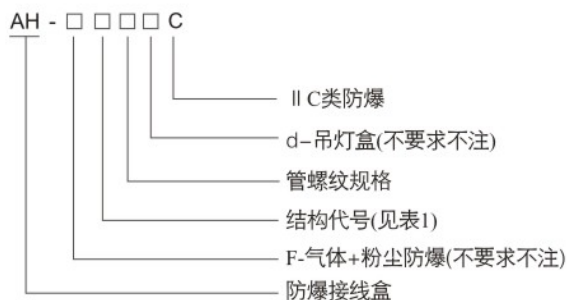 AH - □ □ □ □ C
ⅡC类防爆
d-吊灯盒(不要求不注)
管螺纹规格
结构代号(见表1)
F-气体+粉尘防爆(不要求不注)
防爆接线盒